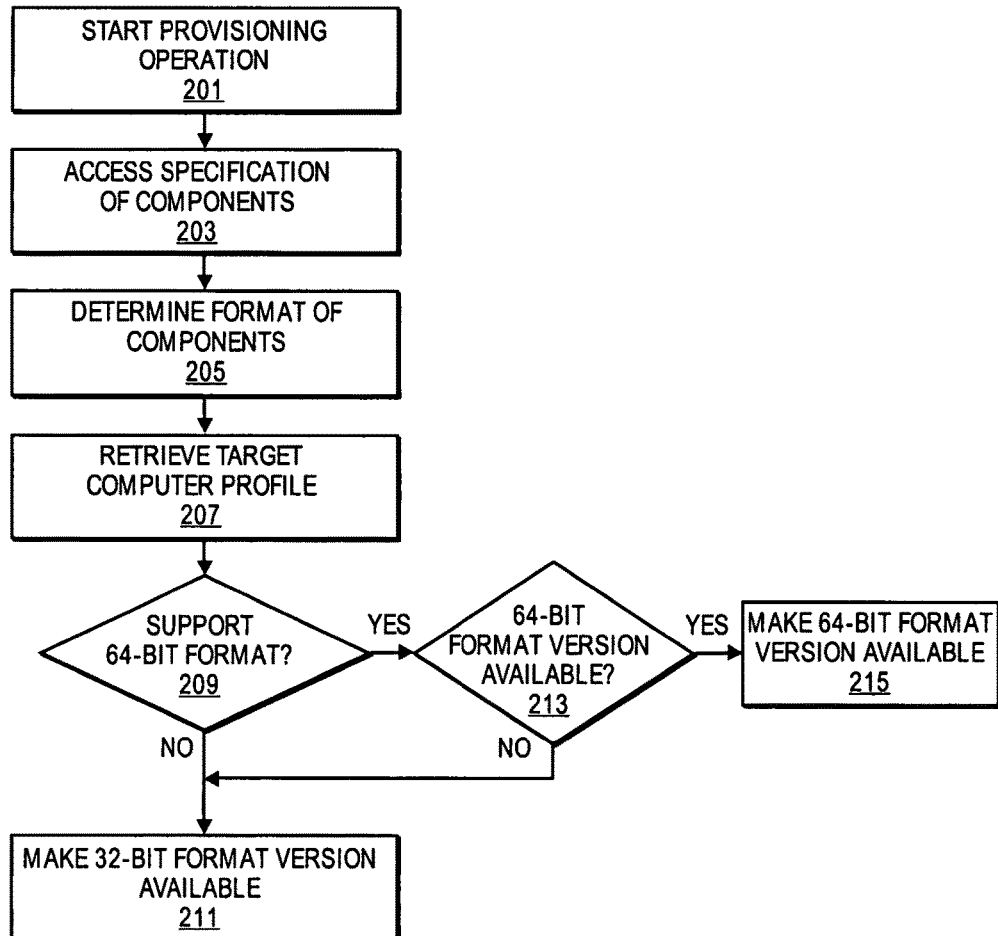 START PROVISIONING
OPERATION
201
ACCESS SPECIFICATION
OF COMPONENTS
203
DETERMINE FORMAT OF
COMPONENTS
205
RETRIEVE TARGET
COMPUTER PROFILE
207
SUPPORT
64-BIT FORMAT?
209
YES
NO
64-BIT
FORMAT VERSION
AVAILABLE?
213
YES
NO
MAKE 64-BIT FORMAT
VERSION AVAILABLE
215
MAKE 32-BIT FORMAT VERSION
AVAILABLE
211